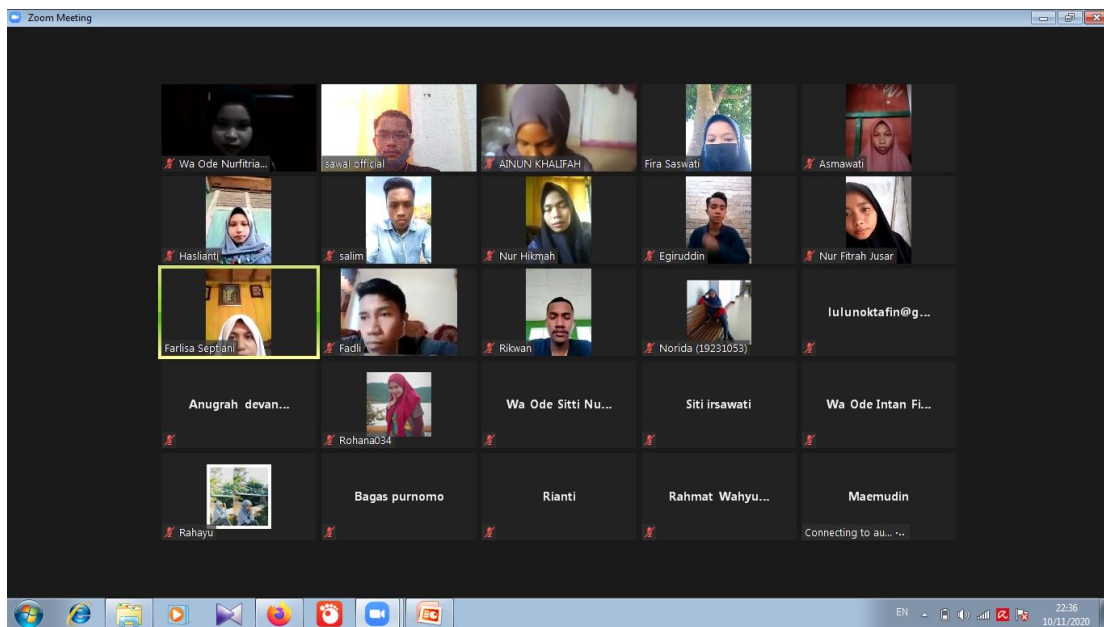 Zoom Meeting
Wa Ode Nurfitria...
sawal official
AINUN KHALIFAH
Fira Saswati
Asmawati
Haslianti
salim
Nur Hikmah
Egiruddin
Nur Fitrah Jusar
Farlisa Septiani
Fadli
Rikwan
Norida (19231053)
lulunoktafin@g...
Anugrah devan...
Rohana034
Wa Ode Sitti Nu...
Siti irsawati
Wa Ode Intan Fi...
Rahayu
Bagas purnomo
Rianti
Rahmat Wahyu...
Maemudin
Connecting to au...
EN
22:36
10/11/2020